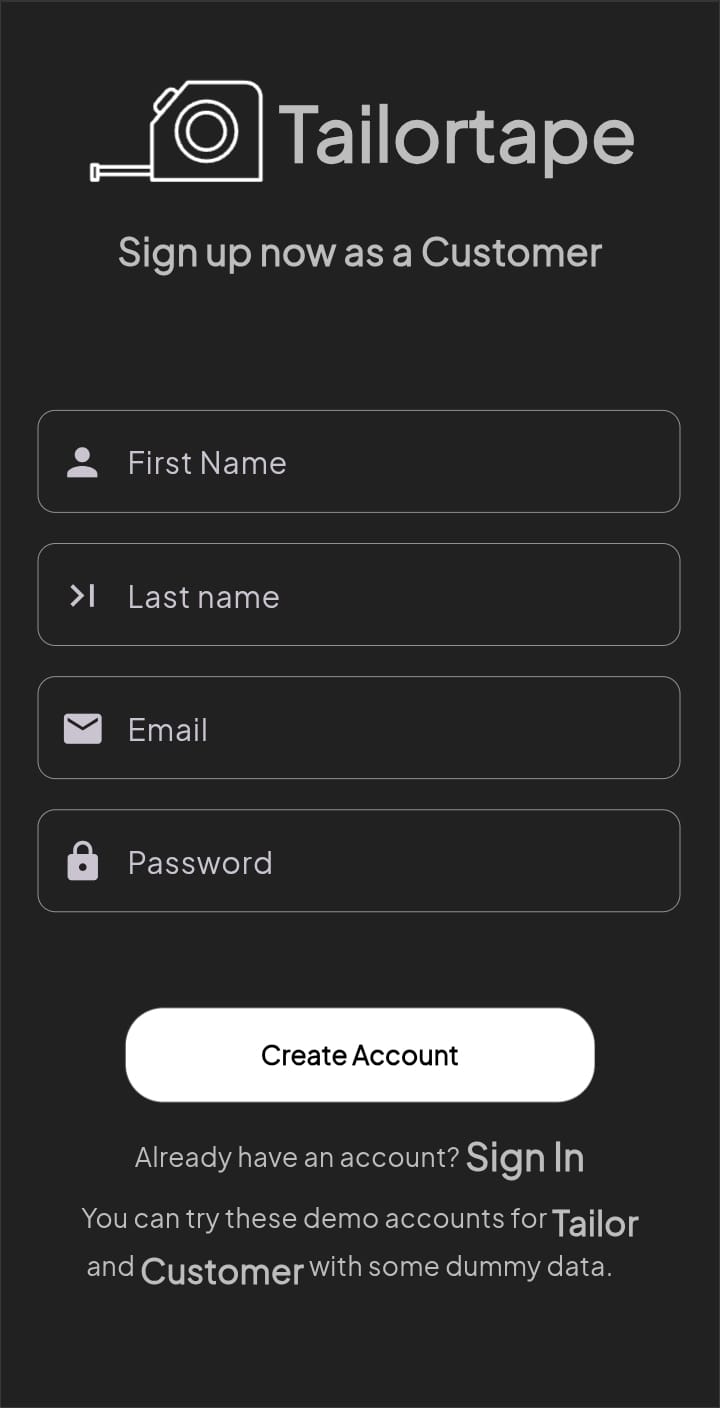 Tailortape
Sign up now as a Customer
First Name
Last name
Email
Password
Create Account
Already have an account? Sign In
You can try these demo accounts for Tailor
and Customer with some dummy data.